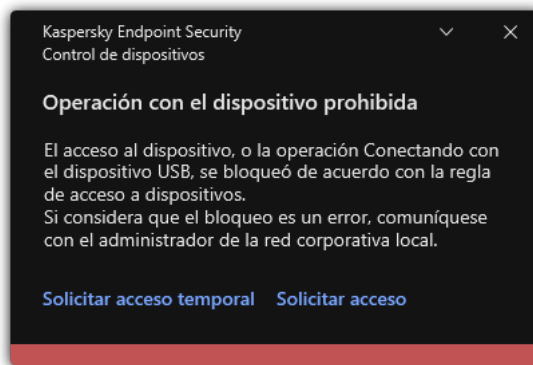 Kaspersky Endpoint Security
Control de dispositivos
Operación con el dispositivo prohibida
El acceso al dispositivo, o la operación Conectando con
el dispositivo USB, se bloqueó de acuerdo con la regla
de acceso a dispositivos.
Si considera que el bloqueo es un error, comuníquese
con el administrador de la red corporativa local.
Solicitar acceso temporal Solicitar acceso